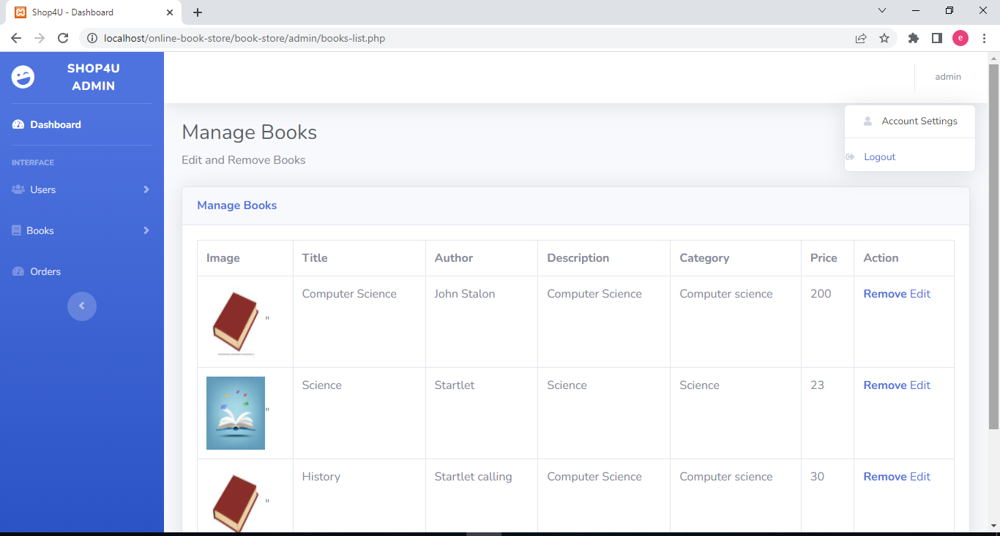 Shop4U - Dashboard
localhost/online-book-store/book-store/admin/books-list.php
e
SHOP4U
ADMIN
admin
Dashboard
Account Settings
Logout
INTERFACE
Users
Books
Orders
Manage Books
Edit and Remove Books
Manage Books
Image Title Author Description Category Price Action
" Computer Science John Stalon Computer Science Computer science 200 Remove Edit
" Science Startlet Science Science 23 Remove Edit
" History Startlet calling Computer Science Computer science 30 Remove Edit